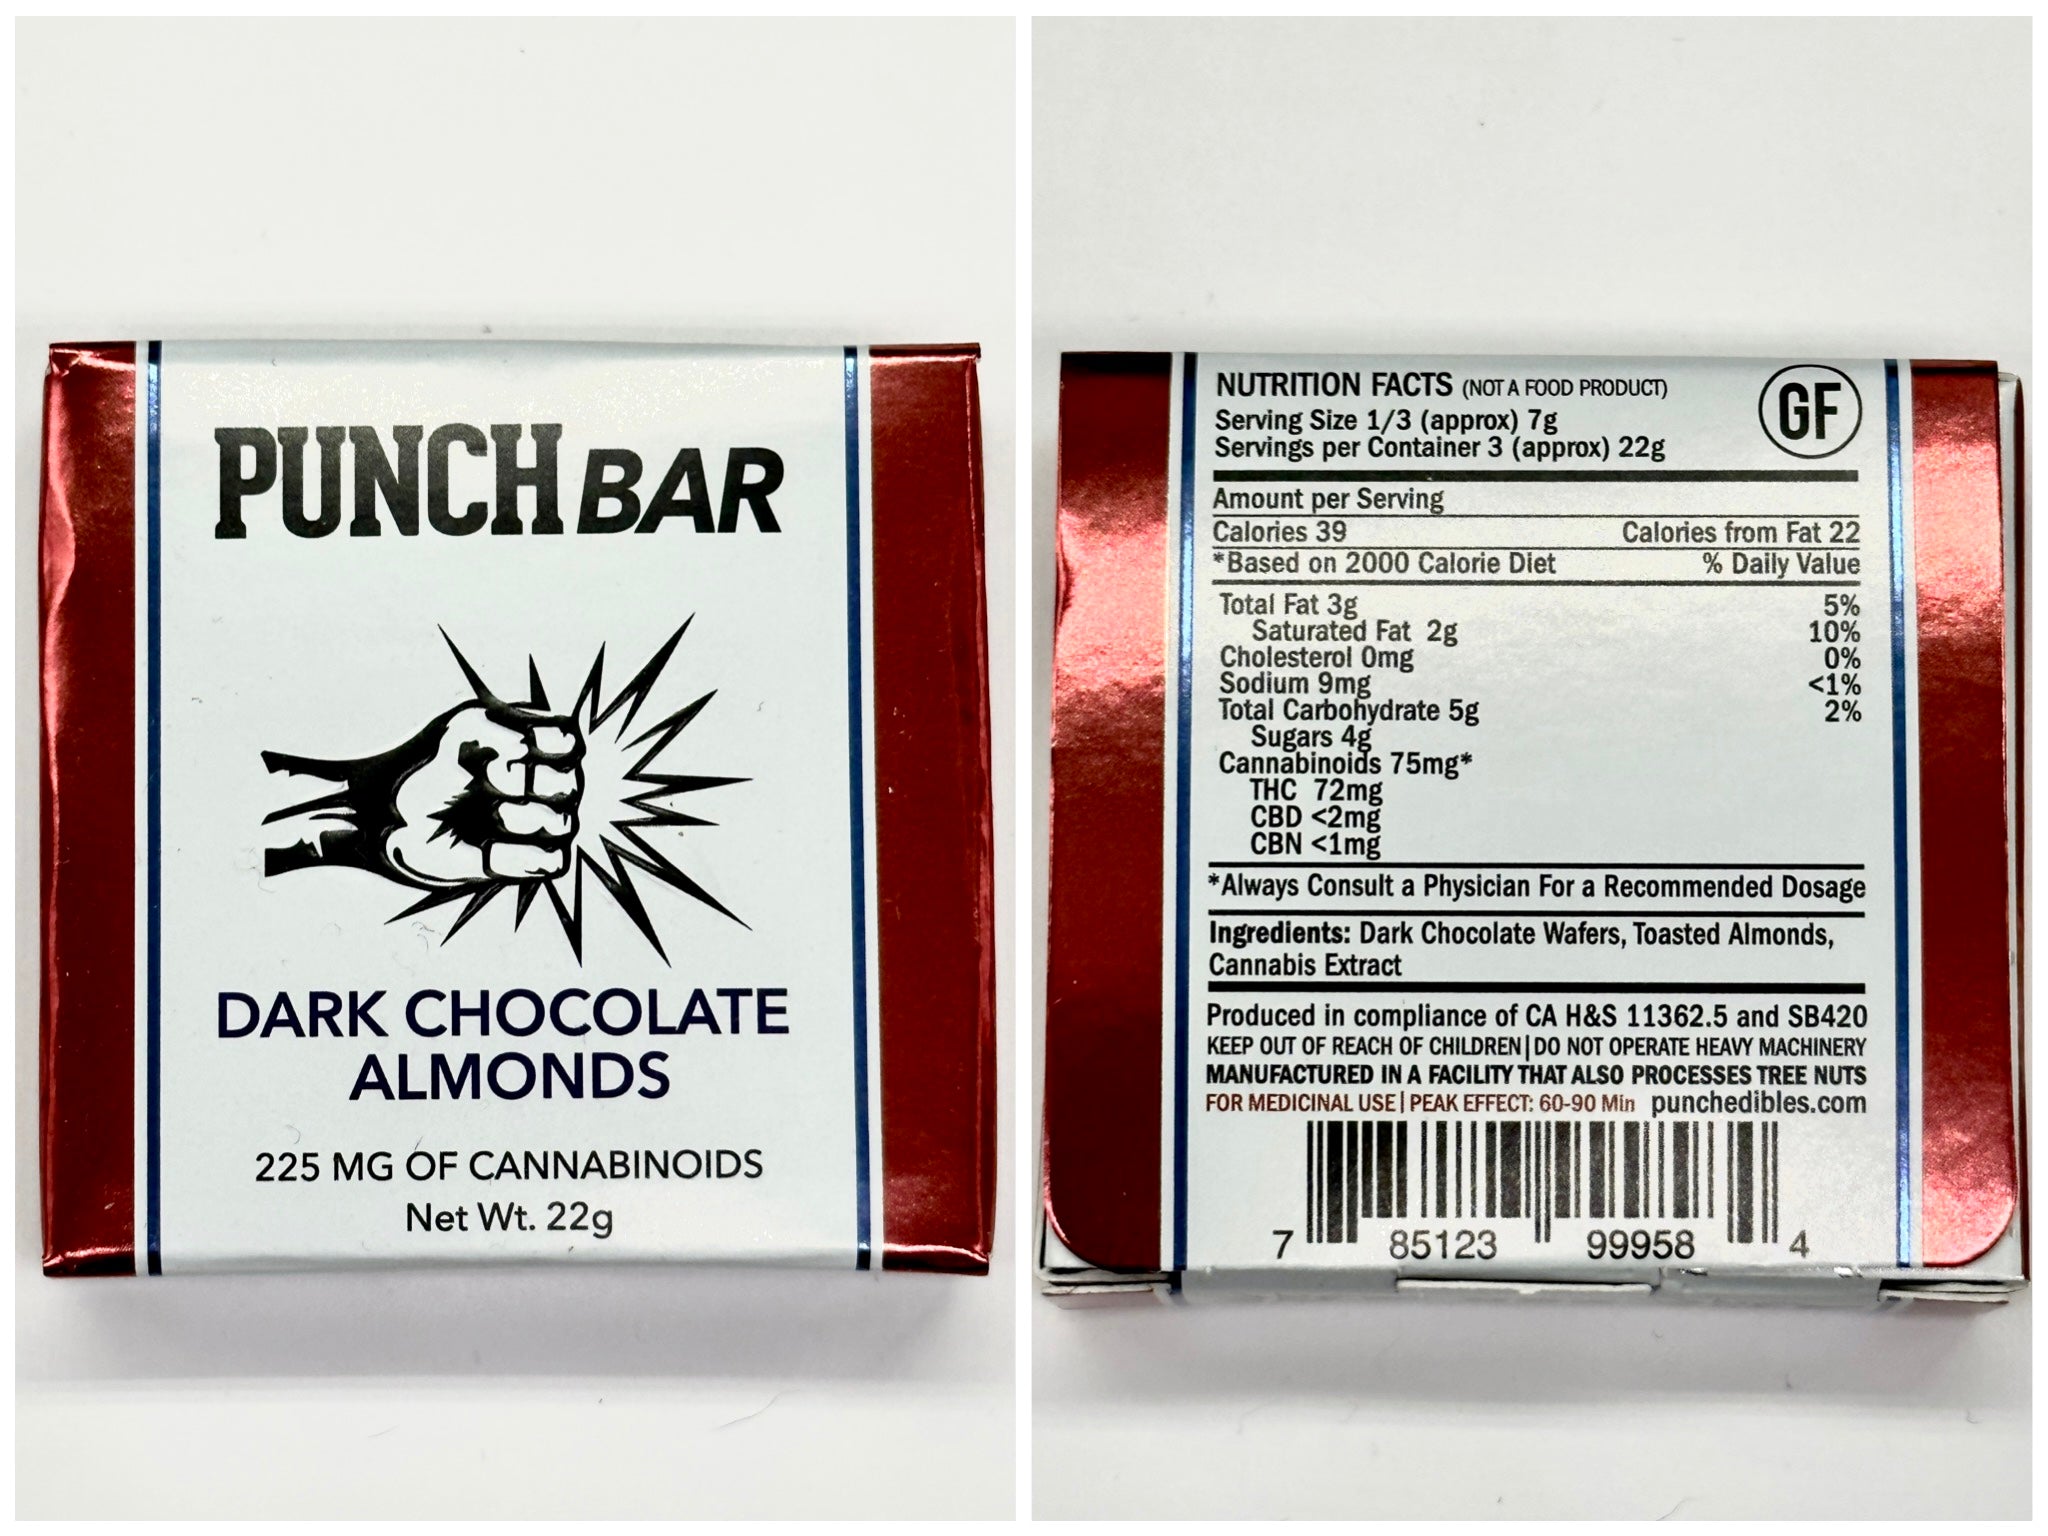 PUNCH BAR
DARK CHOCOLATE
ALMONDS
225 MG OF CANNABINOIDS
Net Wt. 22g
NUTRITION FACTS (NOT A FOOD PRODUCT)
GF
Serving Size 1/3 (approx) 7g
Servings per Container 3 (approx) 22g
Amount per Serving
Calories 39 Calories from Fat 22
*Based on 2000 Calorie Diet % Daily Value
Total Fat 3g 5%
Saturated Fat 2g 10%
Cholesterol 0mg 0%
Sodium 9mg <1%
Total Carbohydrate 5g 2%
Sugars 4g
Cannabinoids 75mg*
THC 72mg
CBD <2mg
CBN <1mg
*Always Consult a Physician For a Recommended Dosage
Ingredients: Dark Chocolate Wafers, Toasted Almonds,
Cannabis Extract
Produced in compliance of CA H&S 11362.5 and SB420
KEEP OUT OF REACH OF CHILDREN | DO NOT OPERATE HEAVY MACHINERY
MANUFACTURED IN A FACILITY THAT ALSO PROCESSES TREE NUTS
FOR MEDICINAL USE | PEAK EFFECT: 60-90 Min punchedibles.com
7 85123 99958 4